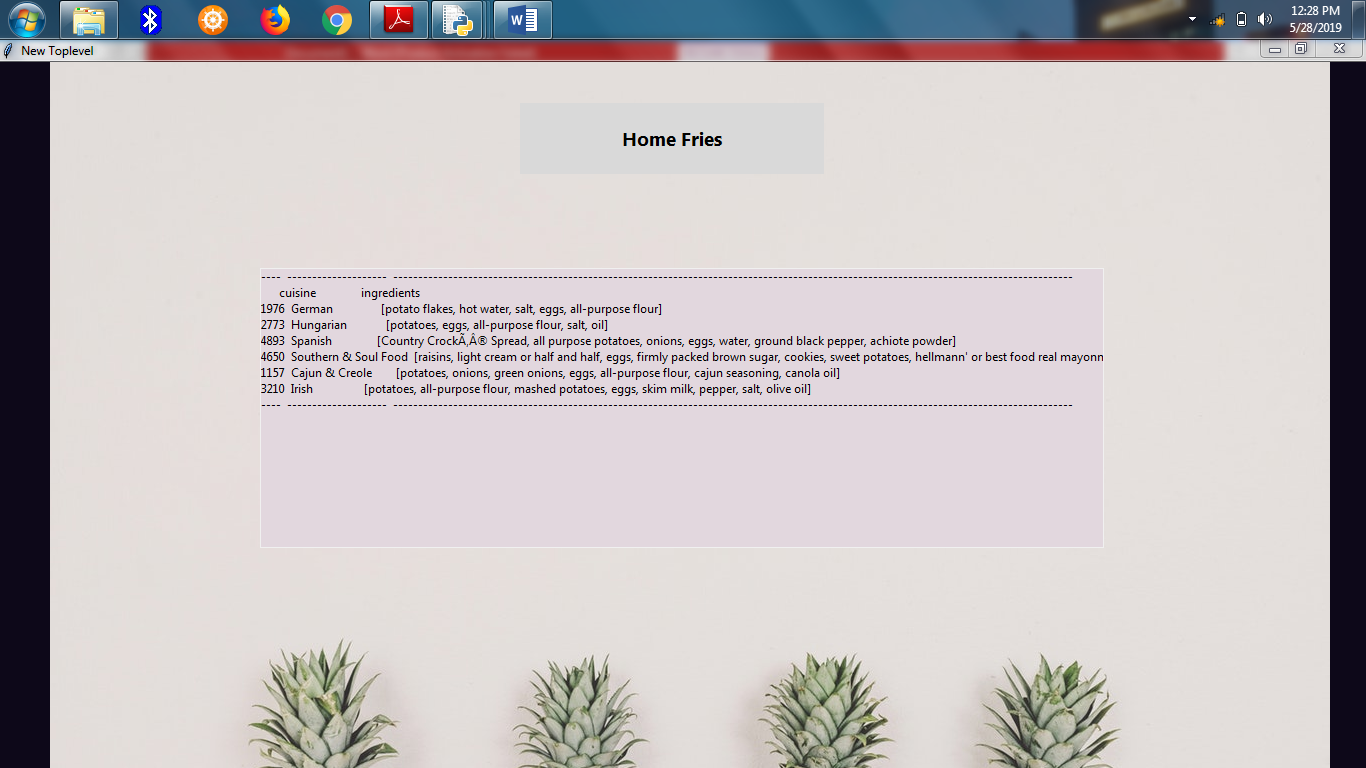 12:28 PM
5/28/2019
New Toplevel
Home Fries
---- -------------------- ----------------------------------------------------------------------------------------------------------------------------------------
cuisine ingredients
1976 German [potato flakes, hot water, salt, eggs, all-purpose flour]
2773 Hungarian [potatoes, eggs, all-purpose flour, salt, oil]
4893 Spanish [Country CrockÃ‚Â® Spread, all purpose potatoes, onions, eggs, water, ground black pepper, achiote powder]
4650 Southern & Soul Food [raisins, light cream or half and half, eggs, firmly packed brown sugar, cookies, sweet potatoes, hellmann' or best food real mayonn
1157 Cajun & Creole [potatoes, onions, green onions, eggs, all-purpose flour, cajun seasoning, canola oil]
3210 Irish [potatoes, all-purpose flour, mashed potatoes, eggs, skim milk, pepper, salt, olive oil]
---- -------------------- ----------------------------------------------------------------------------------------------------------------------------------------